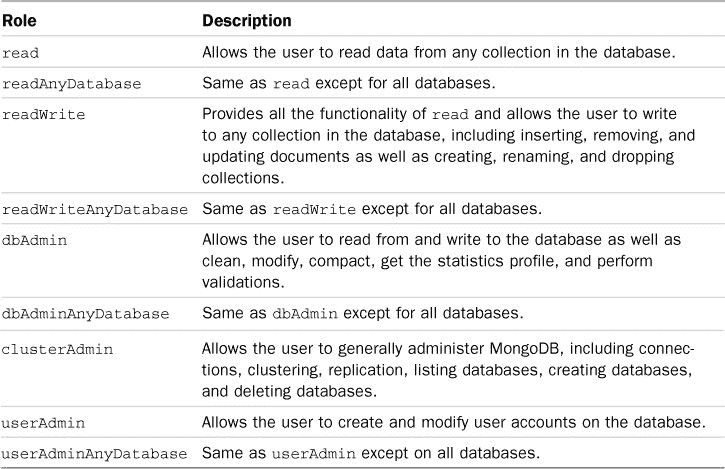 Role Description
read Allows the user to read data from any collection in the database.
readAnyDatabase Same as read except for all databases.
readWrite Provides all the functionality of read and allows the user to write
to any collection in the database, including inserting, removing, and
updating documents as well as creating, renaming, and dropping
collections.
readWriteAnyDatabase Same as readWrite except for all databases.
dbAdmin Allows the user to read from and write to the database as well as
clean, modify, compact, get the statistics profile, and perform
validations.
dbAdminAnyDatabase Same as dbAdmin except for all databases.
clusterAdmin Allows the user to generally administer MongoDB, including connec-
tions, clustering, replication, listing databases, creating databases,
and deleting databases.
userAdmin Allows the user to create and modify user accounts on the database.
userAdminAnyDatabase Same as userAdmin except on all databases.